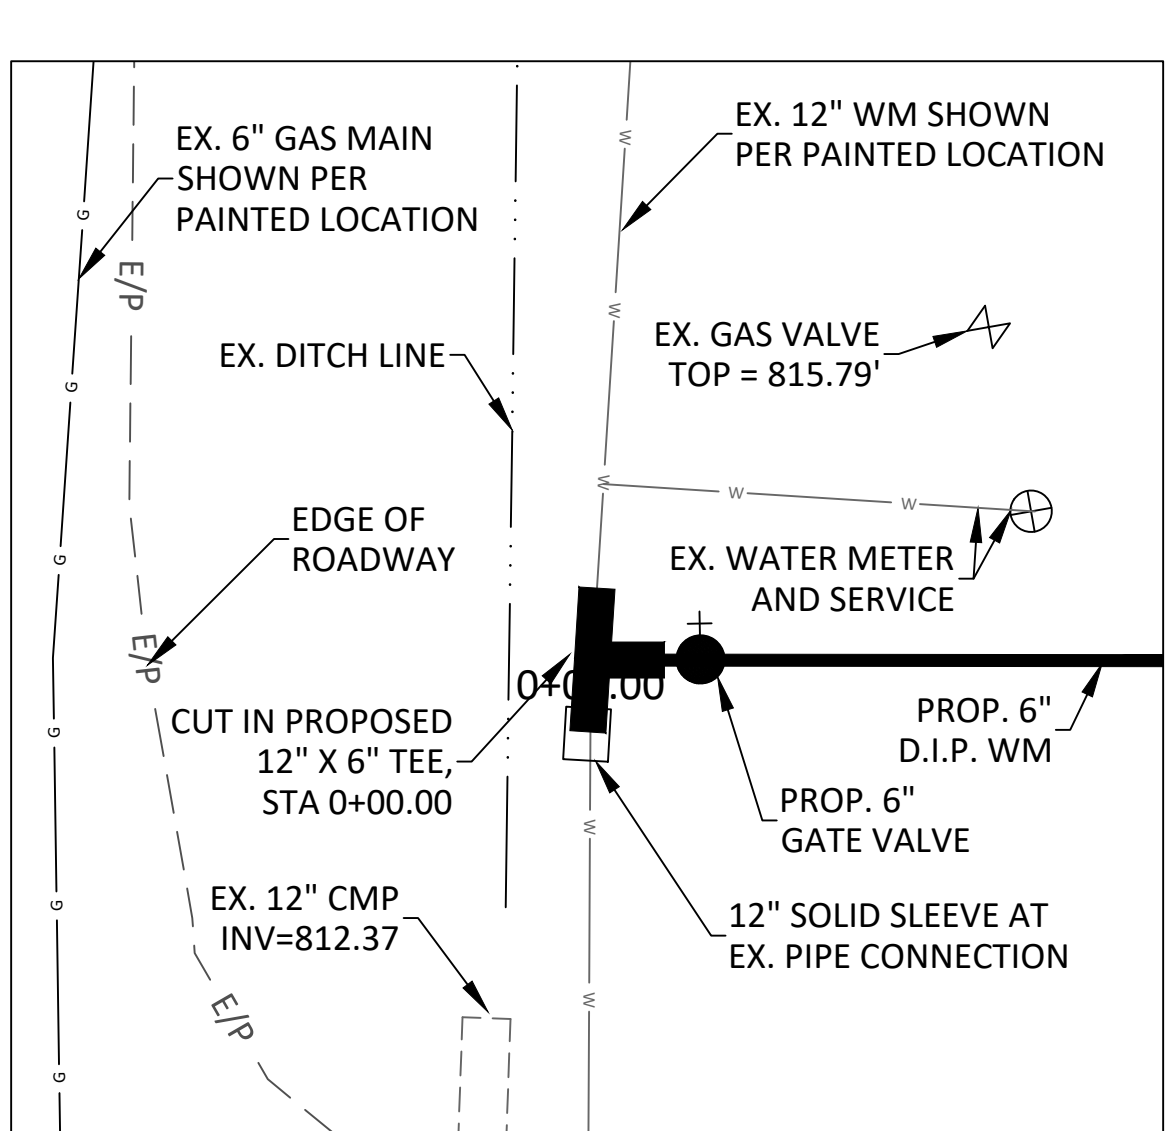 EX. 12" WM SHOWN
PER PAINTED LOCATION
EX. 6" GAS MAIN
SHOWN PER
PAINTED LOCATION
W
G
E/P
W
EX. GAS VALVE
TOP = 815.79'
EX. DITCH LINE
G
W
W
W
EDGE OF
ROADWAY
G
EX. WATER METER
AND SERVICE
E/P
0+00.00
CUT IN PROPOSED
12" X 6" TEE,
STA 0+00.00
PROP. 6"
D.I.P. WM
G
PROP. 6"
GATE VALVE
W
EX. 12" CMP
INV=812.37
G
12" SOLID SLEEVE AT
EX. PIPE CONNECTION
W
E/P
G